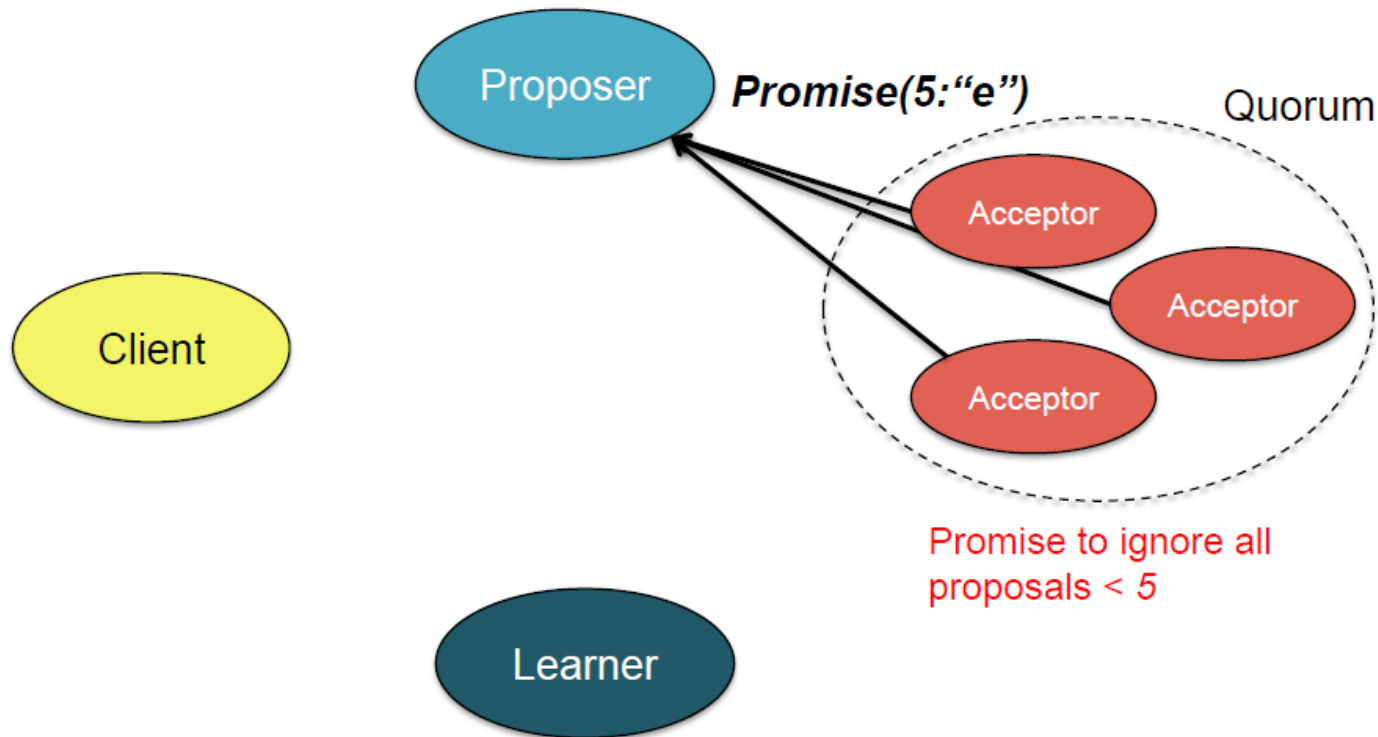 Proposer
Promise(5:“e”)
Quorum
Acceptor
Acceptor
Client
Acceptor
Promise to ignore all
proposals < 5
Learner